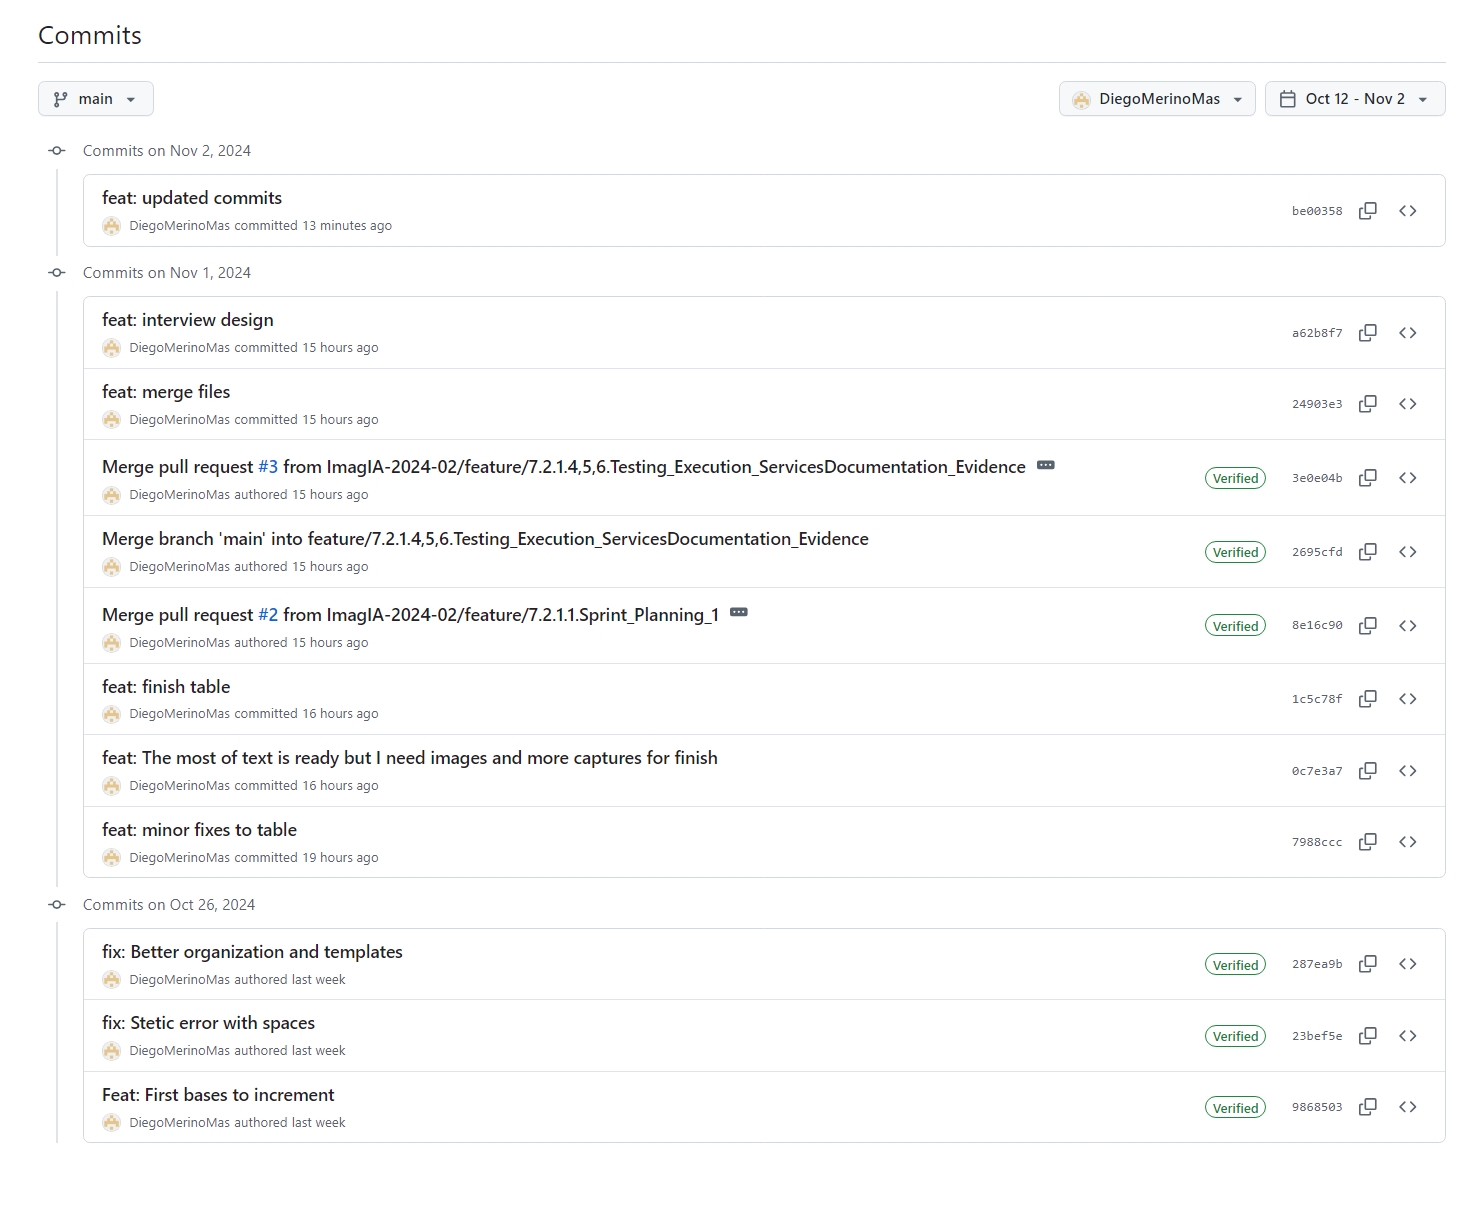 Commits
main
DiegoMerinoMas
Oct 12 - Nov 2
Commits on Nov 2, 2024
feat: updated commits
be00358
DiegoMerinoMas committed 13 minutes ago
Commits on Nov 1, 2024
feat: interview design
a62b8f7
DiegoMerinoMas committed 15 hours ago
feat: merge files
24903e3
DiegoMerinoMas committed 15 hours ago
Merge pull request #3 from ImagIA-2024-02/feature/7.2.1.4,5,6.Testing_Execution_ServicesDocumentation_Evidence
Verified 3e0e04b
DiegoMerinoMas authored 15 hours ago
Merge branch 'main' into feature/7.2.1.4,5,6.Testing_Execution_ServicesDocumentation_Evidence
Verified 2695cfd
DiegoMerinoMas authored 15 hours ago
Merge pull request #2 from ImagIA-2024-02/feature/7.2.1.1.Sprint_Planning_1
Verified 8e16c90
DiegoMerinoMas authored 15 hours ago
feat: finish table
1c5c78f
DiegoMerinoMas committed 16 hours ago
feat: The most of text is ready but I need images and more captures for finish
0c7e3a7
DiegoMerinoMas committed 16 hours ago
feat: minor fixes to table
7988ccc
DiegoMerinoMas committed 19 hours ago
Commits on Oct 26, 2024
fix: Better organization and templates
Verified 287ea9b
DiegoMerinoMas authored last week
fix: Stetic error with spaces
Verified 23bef5e
DiegoMerinoMas authored last week
Feat: First bases to increment
Verified 9868503
DiegoMerinoMas authored last week